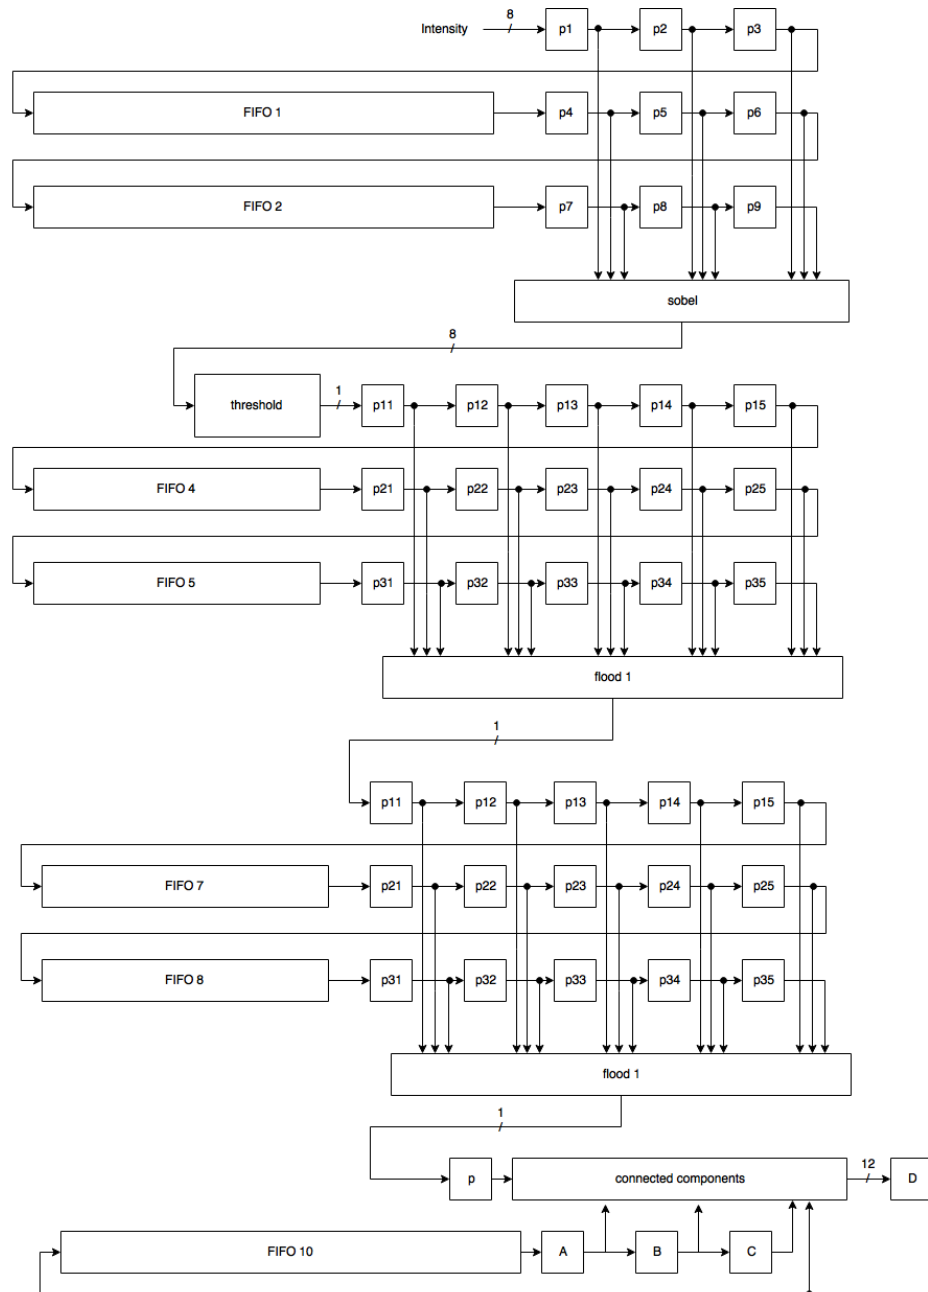 8
Intensity p1 p2 p3
FIFO 1 p4 p5 p6
FIFO 2 p7 p8 p9
sobel
8
threshold 1 p11 p12 p13 p14 p15
FIFO 4 p21 p22 p23 p24 p25
FIFO 5 p31 p32 p33 p34 p35
flood 1
1
p11 p12 p13 p14 p15
FIFO 7 p21 p22 p23 p24 p25
FIFO 8 p31 p32 p33 p34 p35
flood 1
1
p connected components 12 D
FIFO 10 A B C